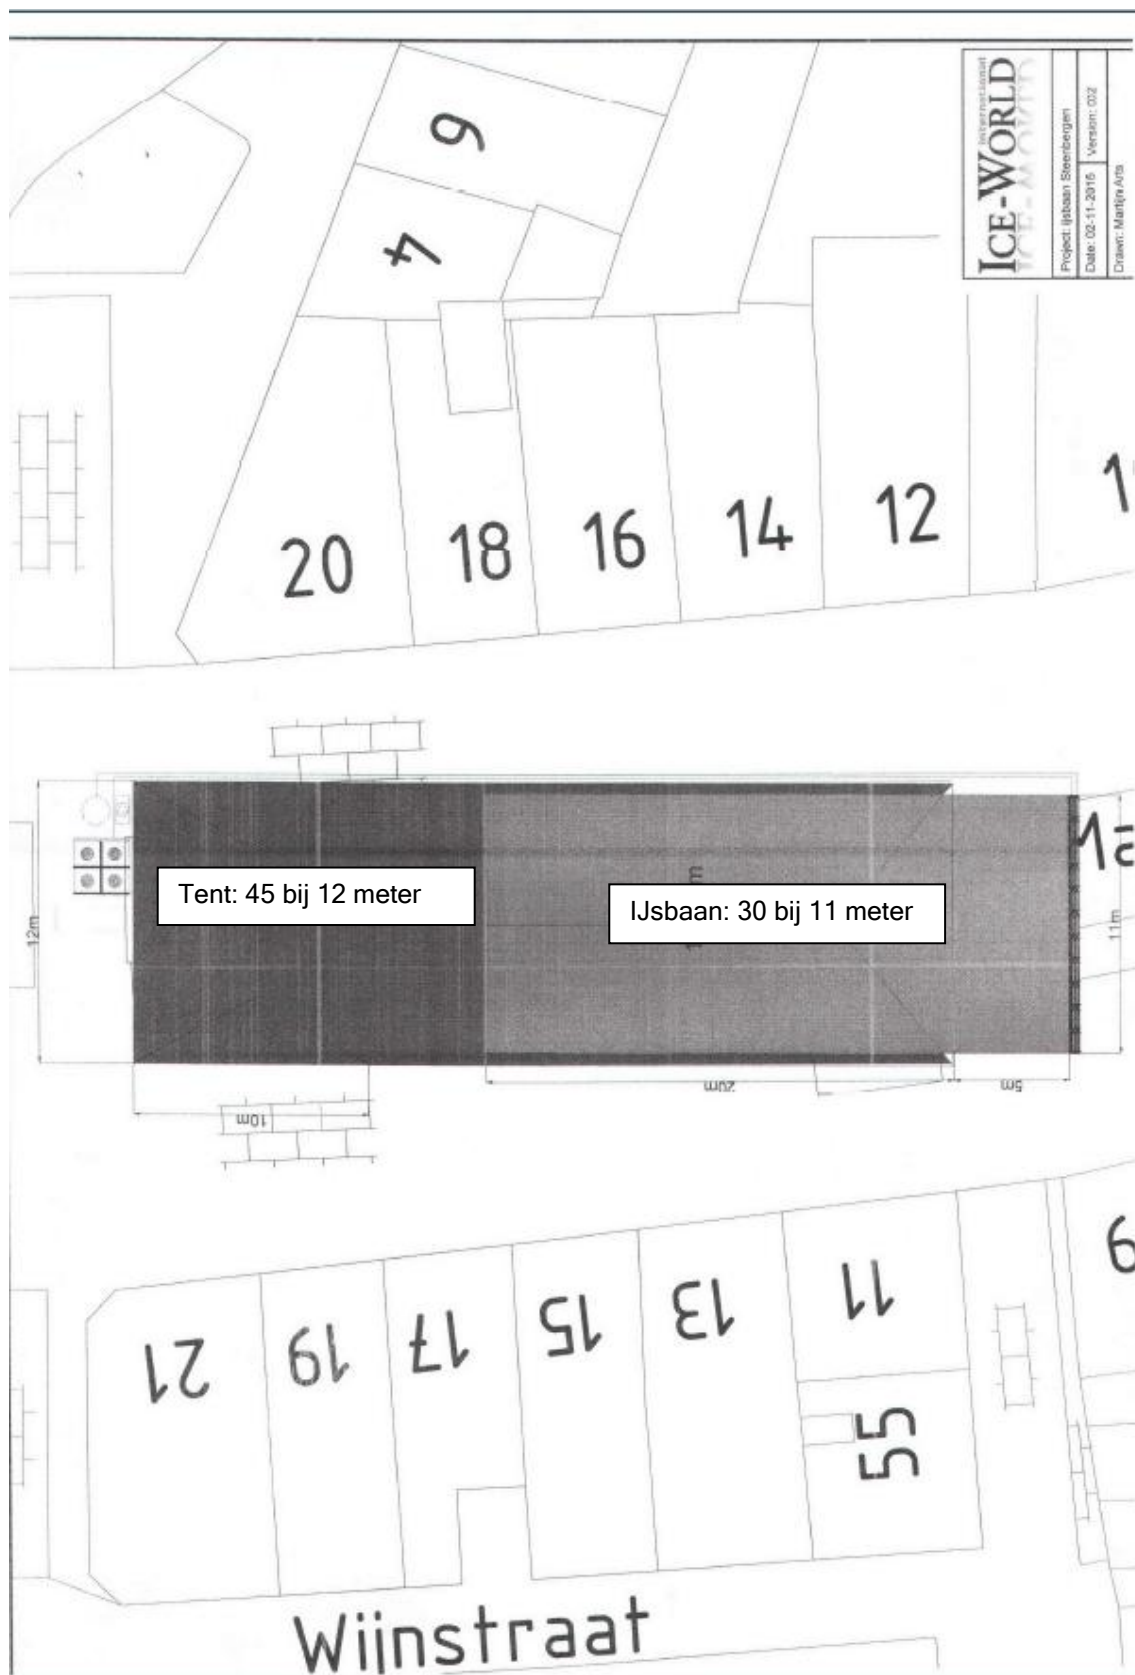 ICE-WORLD
international
Project: Ijsbaan Steenbergen
Date: 02-11-2015
Version: 002
Drawn: Martijn Arts
6
4
20
18
16
14
12
12m
Tent: 45 bij 12 meter
IJsbaan: 30 bij 11 meter
11m
10m
20m
5m
21
19
17
15
13
11
55
9
Wijnstraat